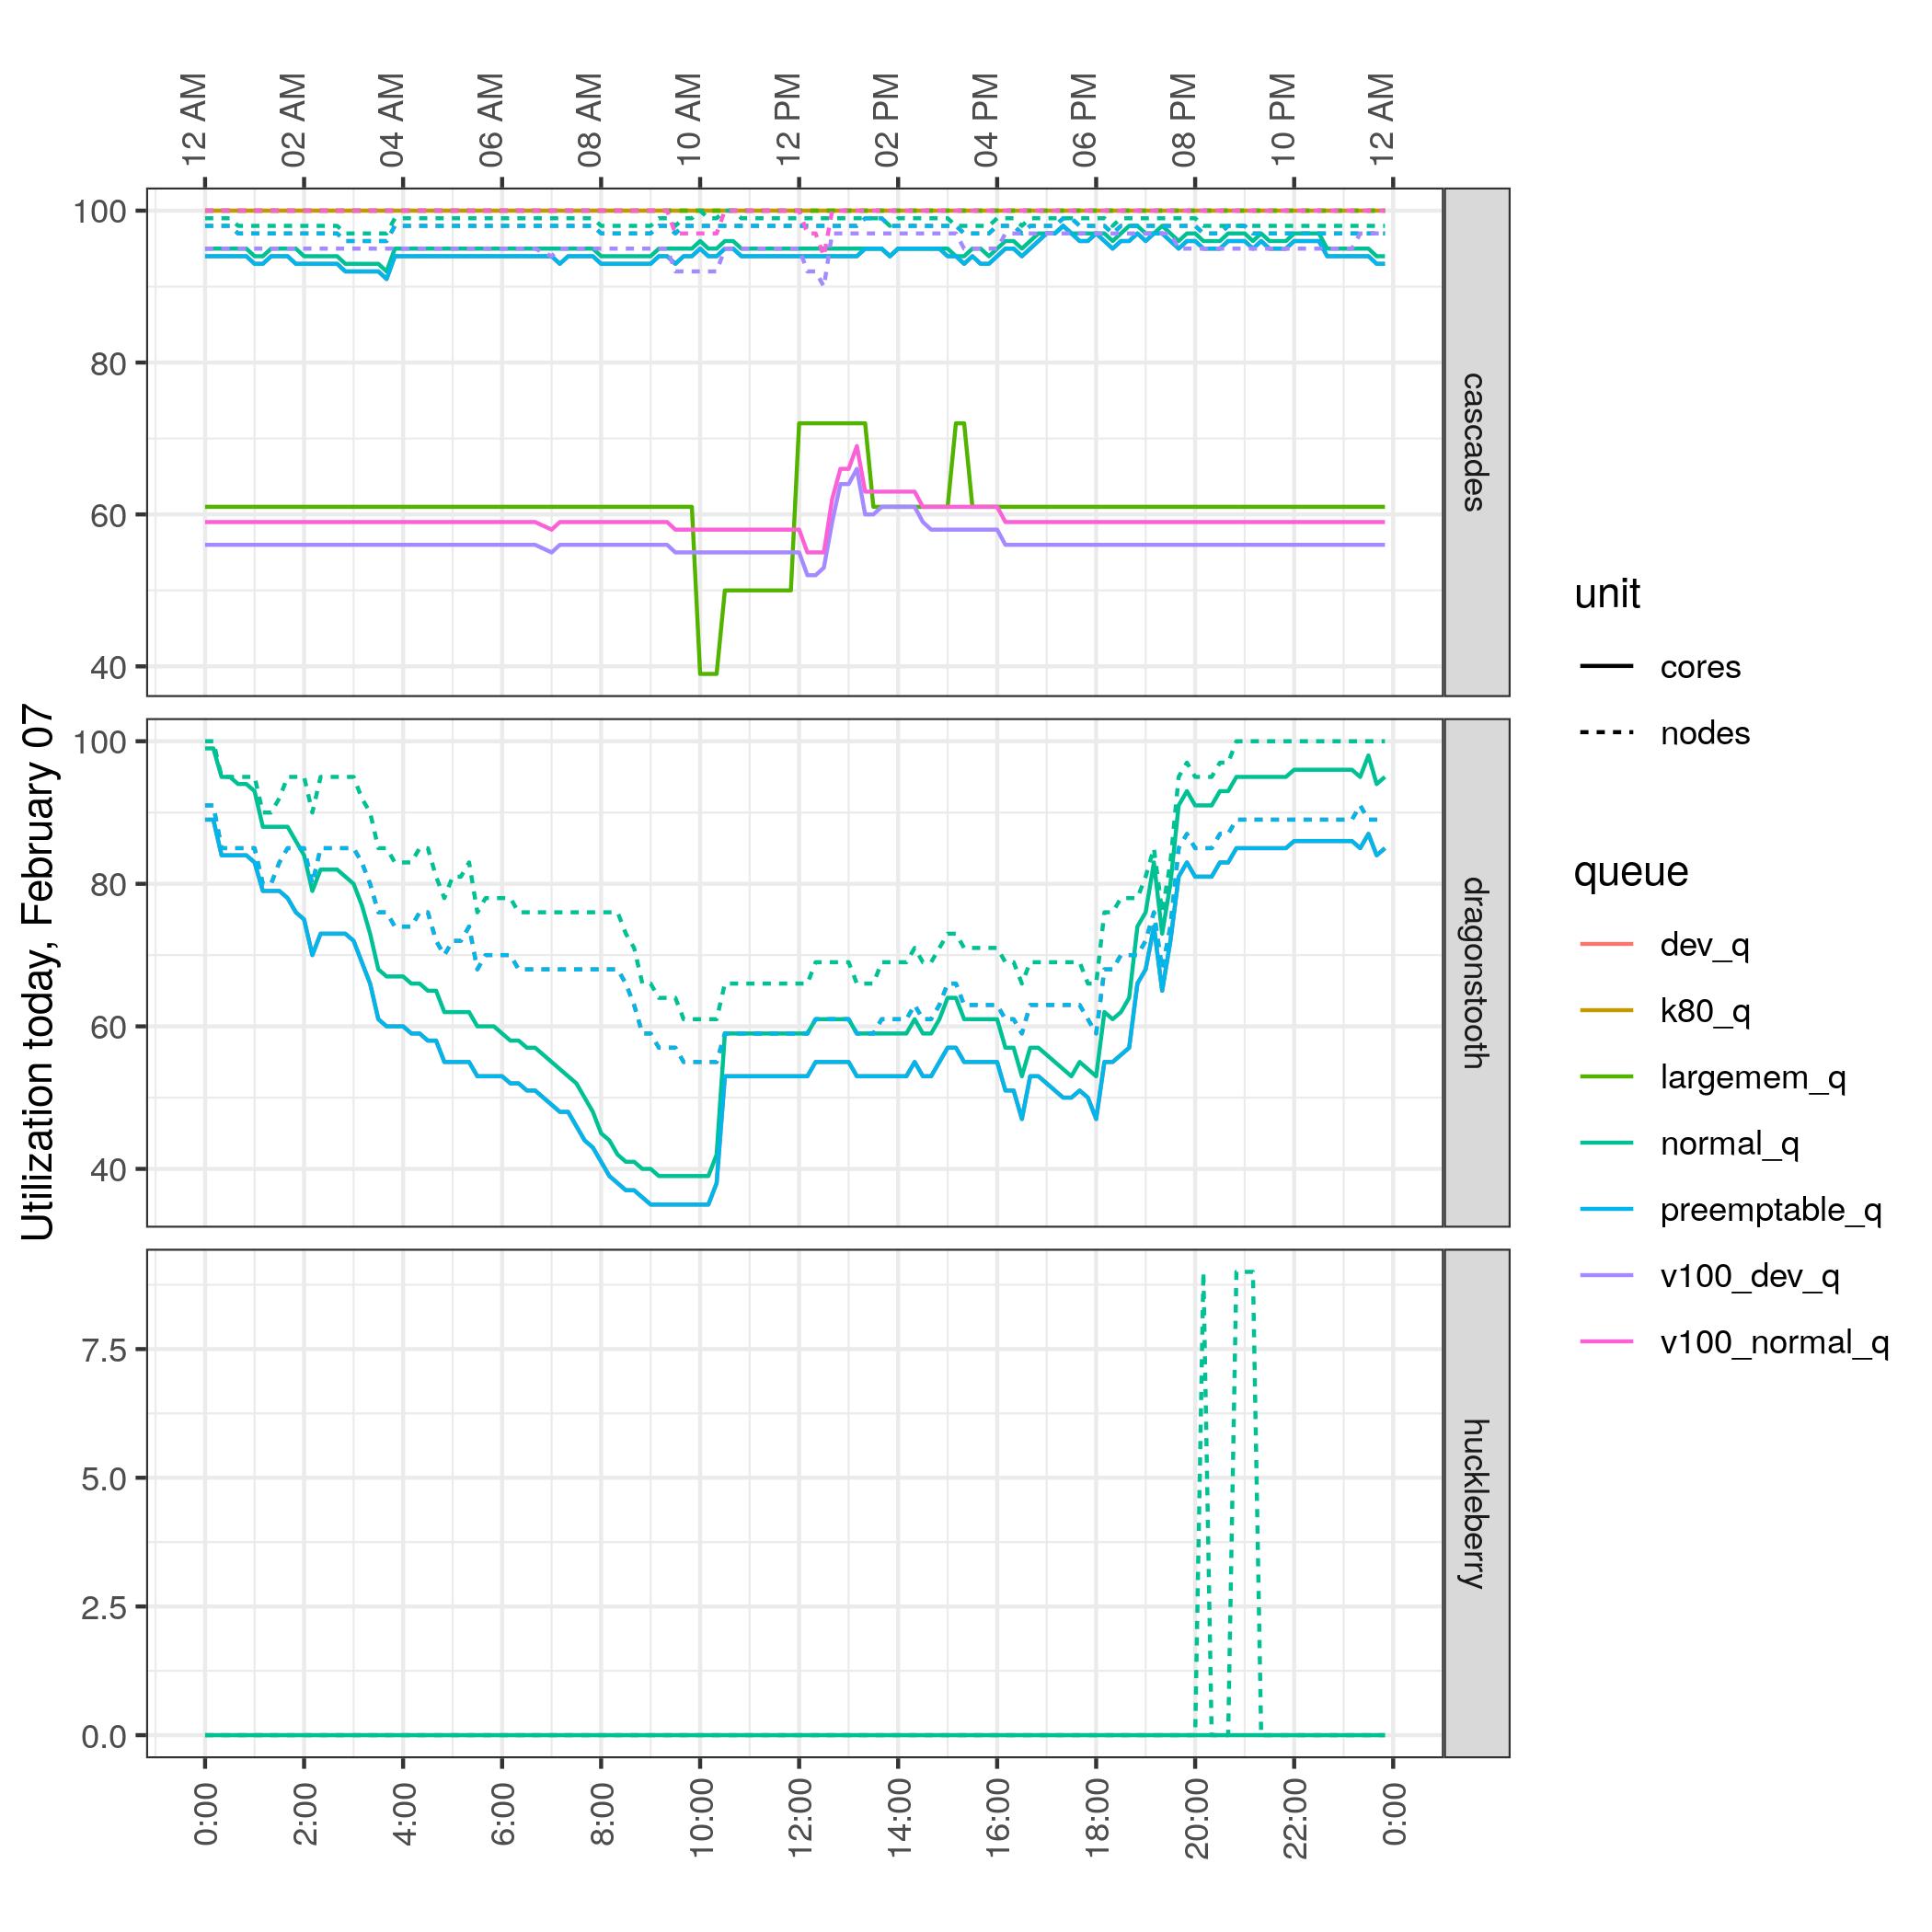 12 AM
02 AM
04 AM
06 AM
08 AM
10 AM
12 PM
02 PM
04 PM
06 PM
08 PM
10 PM
12 AM
Utilization today, February 07
100
80
60
40
cascades
100
80
60
40
dragonstooth
7.5
5.0
2.5
0.0
huckleberry
0:00
2:00
4:00
6:00
8:00
10:00
12:00
14:00
16:00
18:00
20:00
22:00
0:00
unit
cores
nodes
queue
dev_q
k80_q
largemem_q
normal_q
preemptable_q
v100_dev_q
v100_normal_q